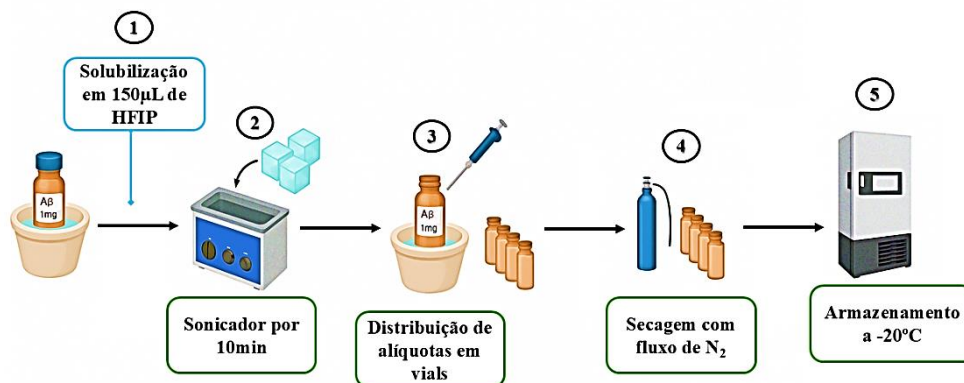 1
Solubilização
em 150µL de
HFIP
Aβ
1mg
2
Sonicador por
10min
3
Aβ
1mg
Distribuição de
alíquotas em
vials
4
Secagem com
fluxo de N₂
5
Armazenamento
a -20ºC